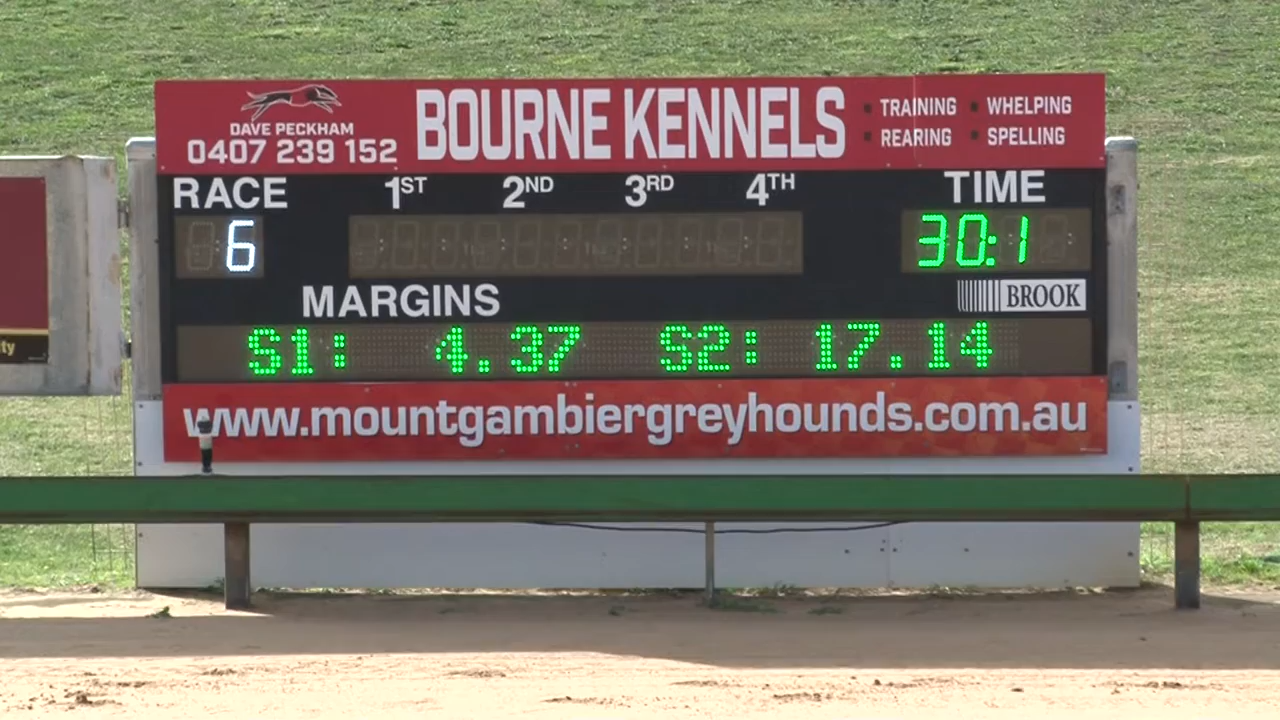 DAVE PECKHAM
0407 239 152
BOURNE KENNELS
TRAINING WHELPING
REARING SPELLING
RACE 1ST 2ND 3RD 4TH TIME
6 30:1
MARGINS BROOK
S1: 4.37 S2: 17.14
ty
www.mountgambiergreyhounds.com.au